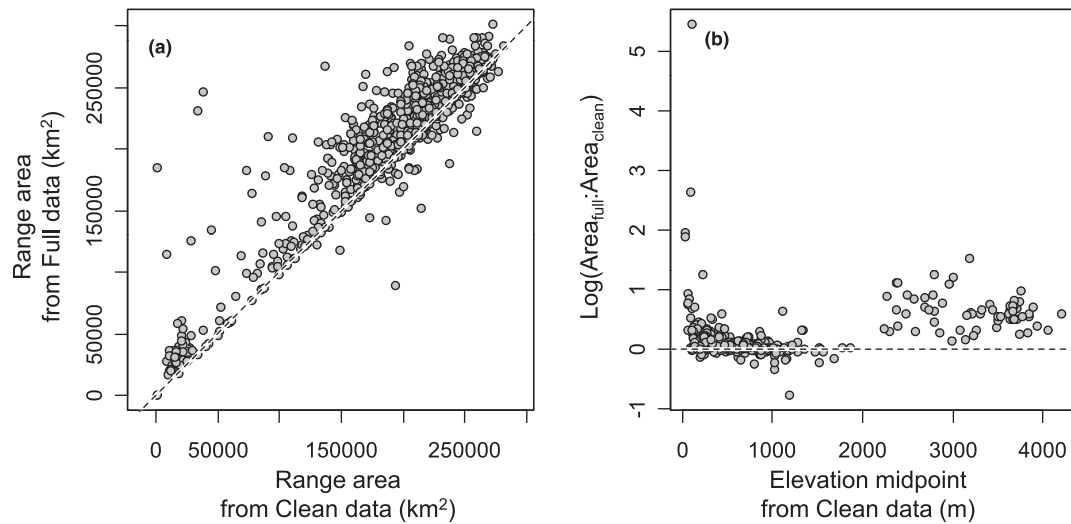 (a)
Range area
from Full data (km²)
250000
150000
50000
0
0
50000
150000
250000
Range area
from Clean data (km²)
(b)
Log(Area_full:Area_clean)
5
4
3
2
1
0
-1
0
1000
2000
3000
4000
Elevation midpoint
from Clean data (m)